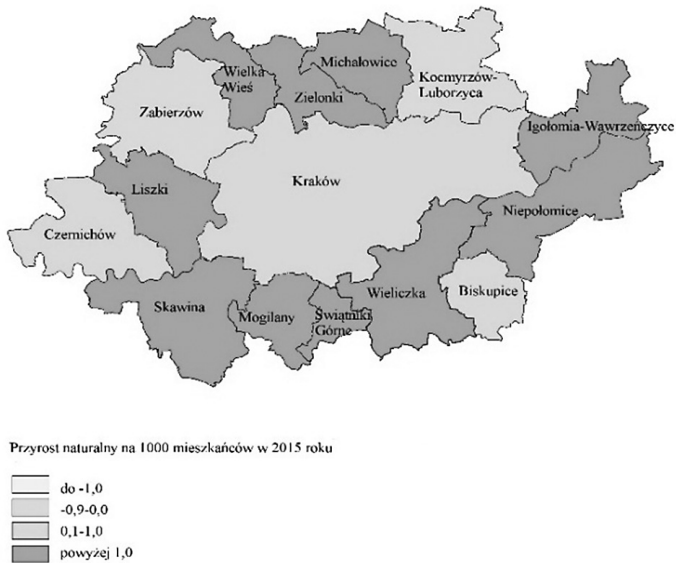 Michałowice
Wielka
Wieś
Kocmyrzów-
Luborzyca
Zielonki
Zabierzów
Igołomia-Wawrzeńczyce
Kraków
Liszki
Niepołomice
Czernichów
Biskupice
Wieliczka
Skawina
Mogilany
Świątniki
Górne
Przyrost naturalny na 1000 mieszkańców w 2015 roku
do -1,0
-0,9-0,0
0,1-1,0
powyżej 1,0